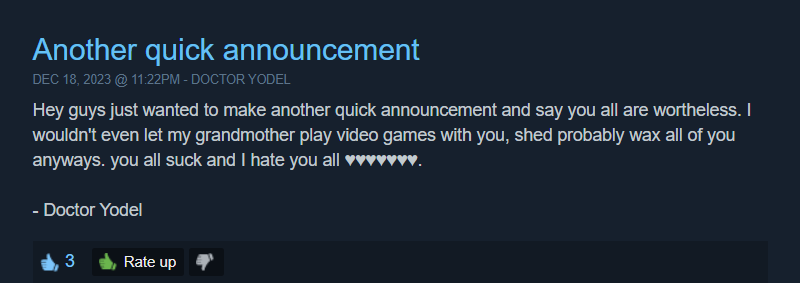 Another quick announcement
DEC 18, 2023 @ 11:22PM - DOCTOR YODEL
Hey guys just wanted to make another quick announcement and say you all are wortheless. I
wouldn't even let my grandmother play video games with you, shed probably wax all of you
anyways. you all suck and I hate you all ♥♥♥♥♥♥♥.
- Doctor Yodel
3
Rate up